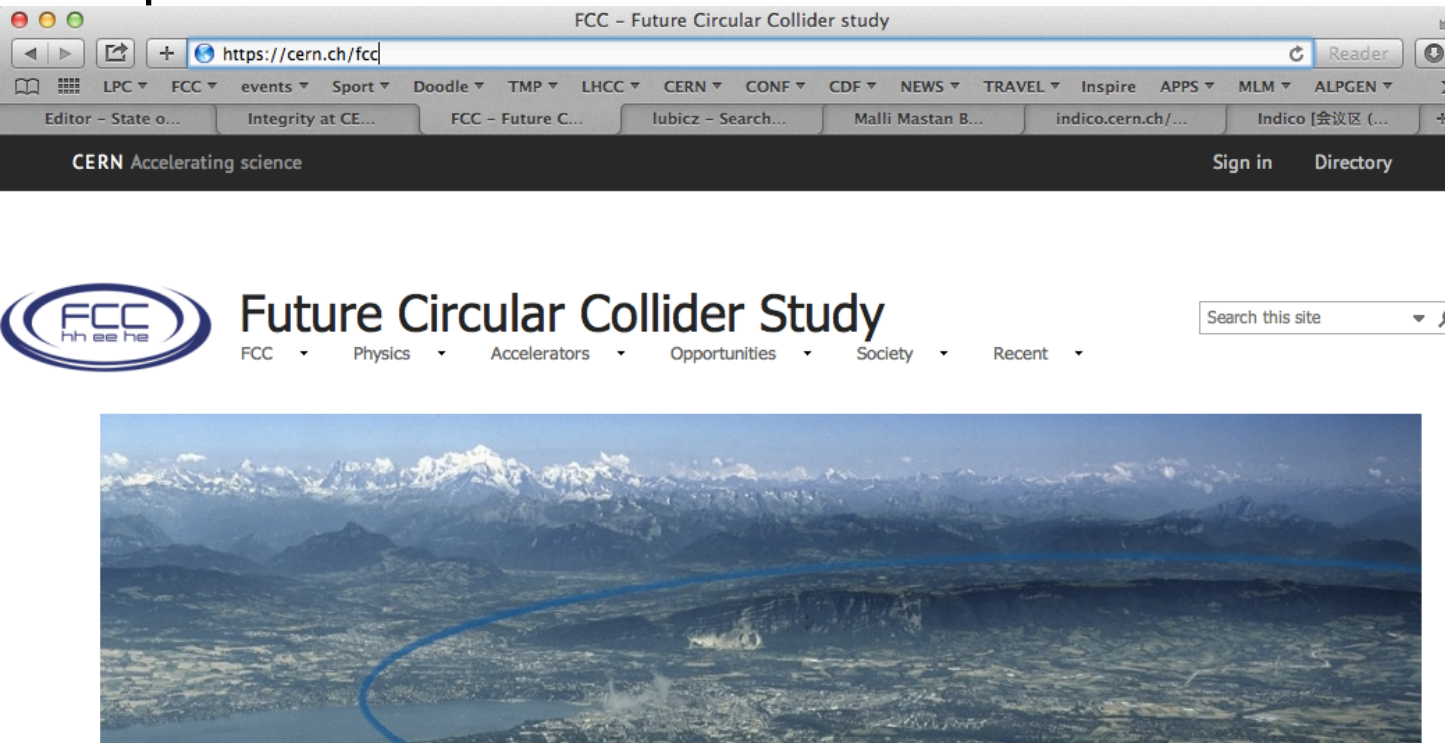 FCC – Future Circular Collider study
https://cern.ch/fcc
Reader
LPC FCC events Sport Doodle TMP LHCC CERN CONF CDF NEWS TRAVEL Inspire APPS MLM ALPGEN
Editor – State o... Integrity at CE... FCC – Future C... lubicz – Search... Malli Mastan B... indico.cern.ch/... Indico [会议区 (...
CERN Accelerating science Sign in Directory
FCC
hh ee he
Future Circular Collider Study
Search this site
FCC Physics Accelerators Opportunities Society Recent